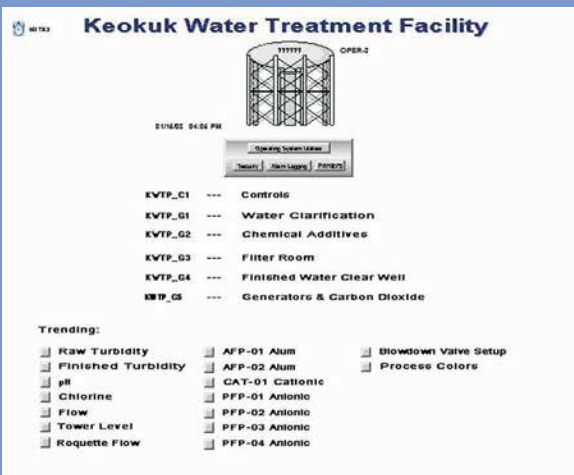 Keokuk Water Treatment Facility
??????
OPER-2
01/16/02 04:06 PM
Operating System Utilities
Security Alarm Logging
KWTP_C1 --- Controls
KWTP_G1 --- Water Clarification
KWTP_G2 --- Chemical Additives
KWTP_G3 --- Filter Room
KWTP_G4 --- Finished Water Clear Well
KWTP_G5 --- Generators & Carbon Dioxide
Trending:
Raw Turbidity AFP-01 Alum Blowdown Valve Setup
Finished Turbidity AFP-02 Alum Process Colors
pH CAT-01 Cationic
Chlorine PFP-01 Anionic
Flow PFP-02 Anionic
Tower Level PFP-03 Anionic
Roquette Flow PFP-04 Anionic